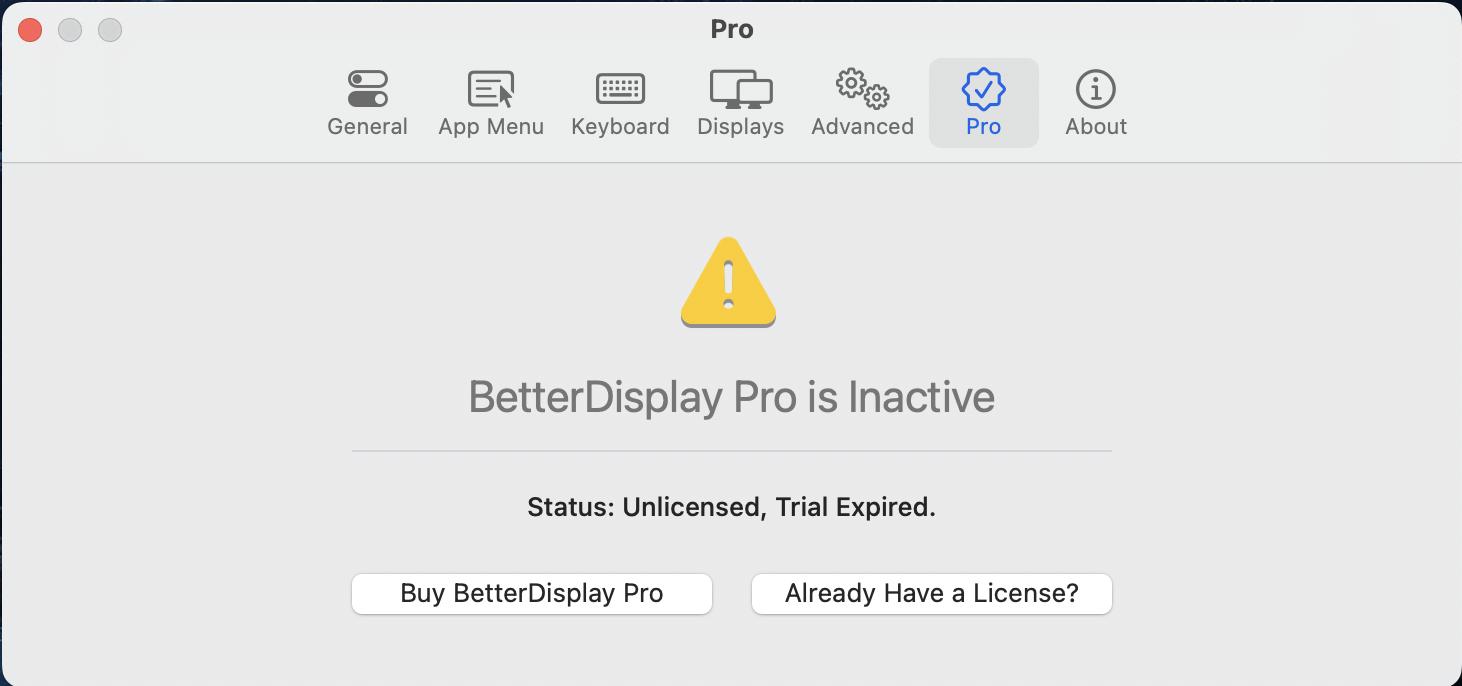 Pro
General App Menu Keyboard Displays Advanced Pro About
BetterDisplay Pro is Inactive
Status: Unlicensed, Trial Expired.
Buy BetterDisplay Pro Already Have a License?